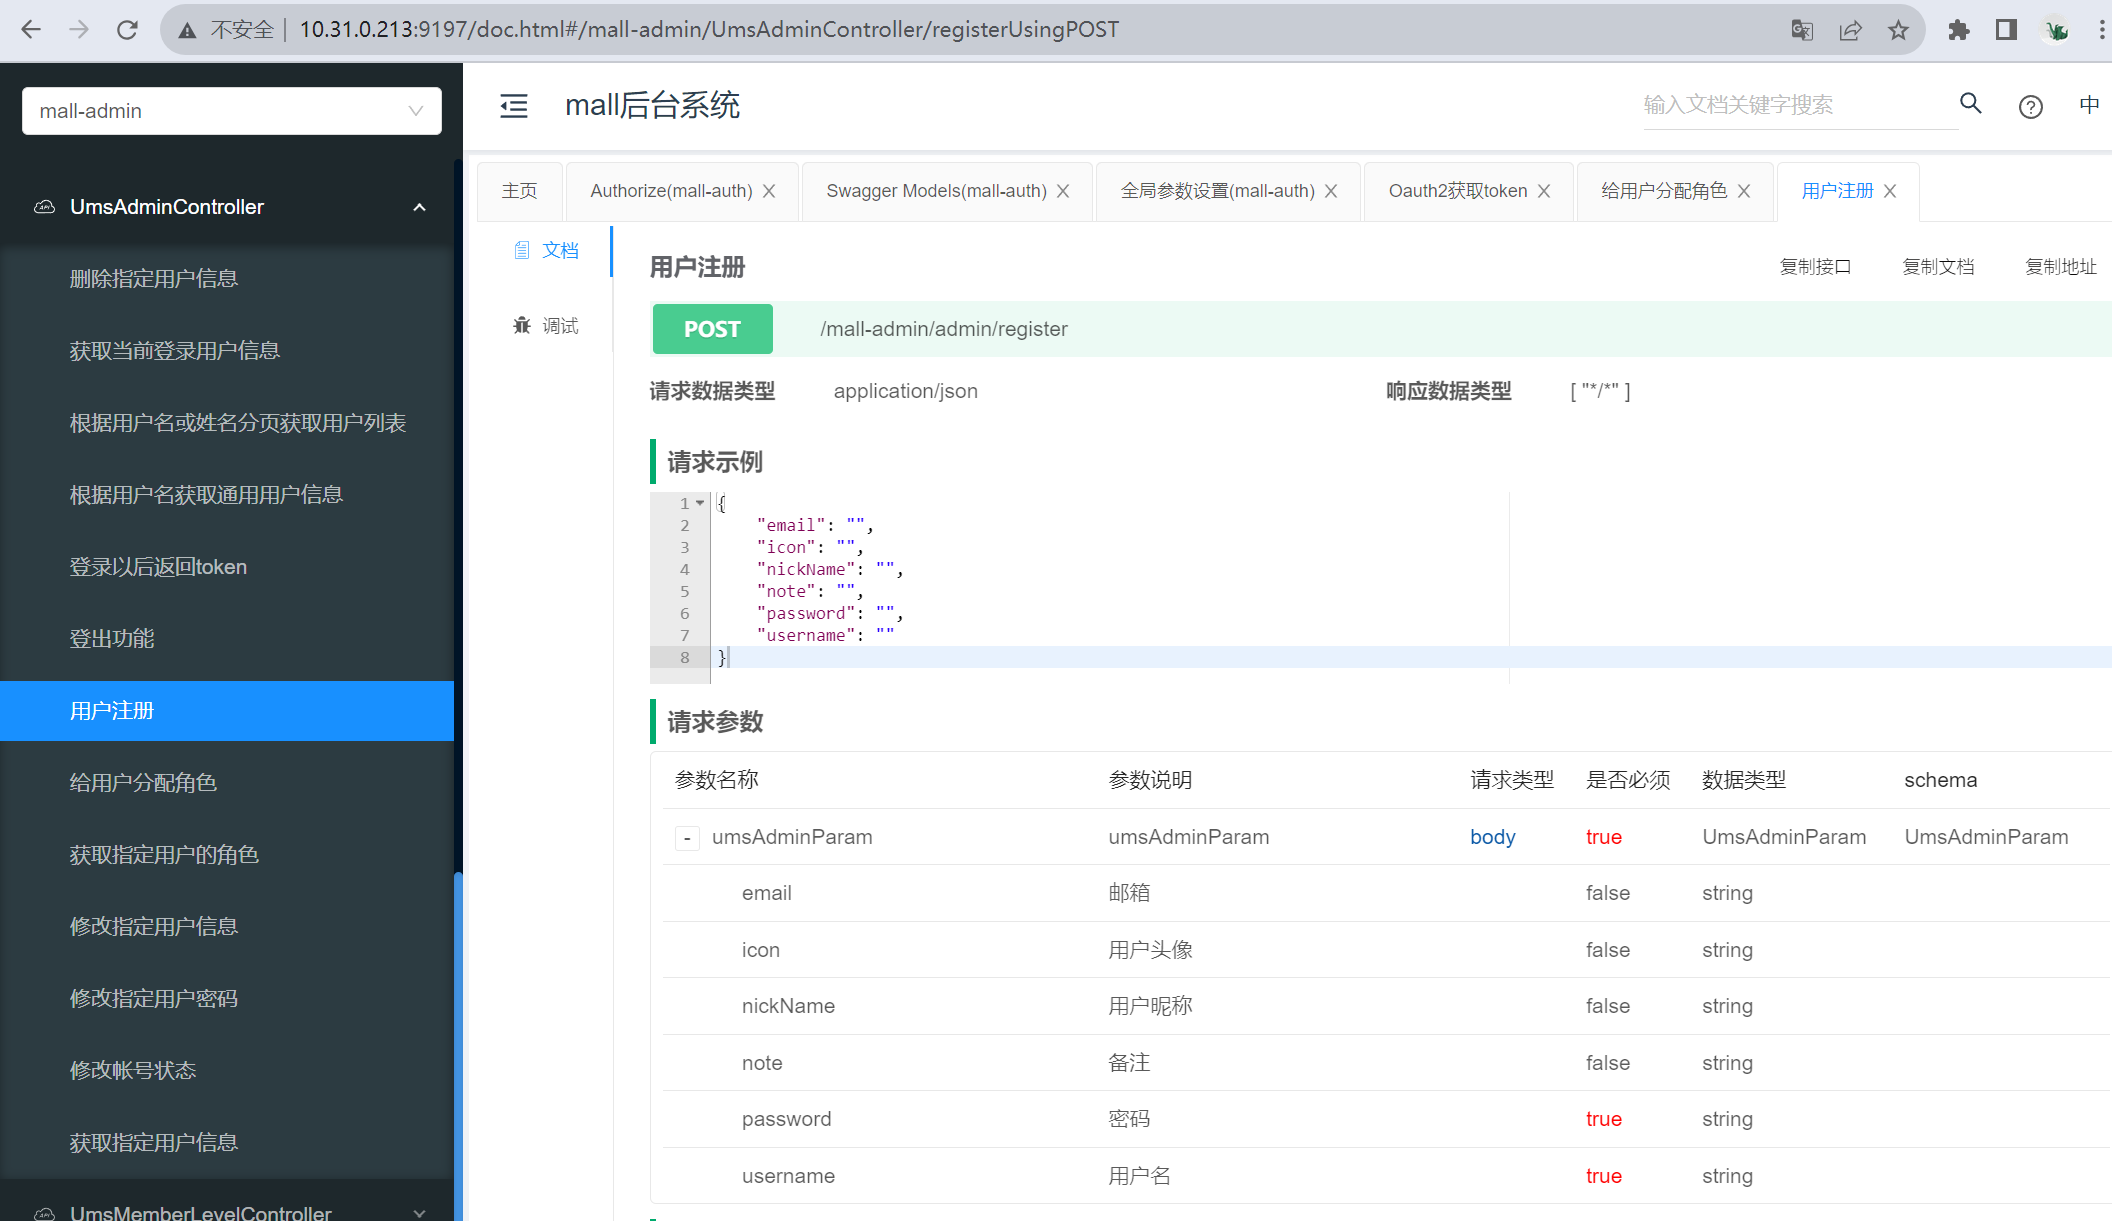 不安全 | 10.31.0.213:9197/doc.html#/mall-admin/UmsAdminController/registerUsingPOST
mall-admin
UmsAdminController
删除指定用户信息
获取当前登录用户信息
根据用户名或姓名分页获取用户列表
根据用户名获取通用用户信息
登录以后返回token
登出功能
用户注册
给用户分配角色
获取指定用户的角色
修改指定用户信息
修改指定用户密码
修改帐号状态
获取指定用户信息
UmsMemberLevelController
mall后台系统
输入文档关键字搜索
中
主页
Authorize(mall-auth)
Swagger Models(mall-auth)
全局参数设置(mall-auth)
Oauth2获取token
给用户分配角色
用户注册
文档
调试
用户注册
复制接口 复制文档 复制地址
POST /mall-admin/admin/register
请求数据类型 application/json 响应数据类型 [ "*/*" ]
请求示例
1 {
2 "email": "",
3 "icon": "",
4 "nickName": "",
5 "note": "",
6 "password": "",
7 "username": ""
8 }
请求参数
参数名称 参数说明 请求类型 是否必须 数据类型 schema
- umsAdminParam umsAdminParam body true UmsAdminParam UmsAdminParam
email 邮箱 false string
icon 用户头像 false string
nickName 用户昵称 false string
note 备注 false string
password 密码 true string
username 用户名 true string